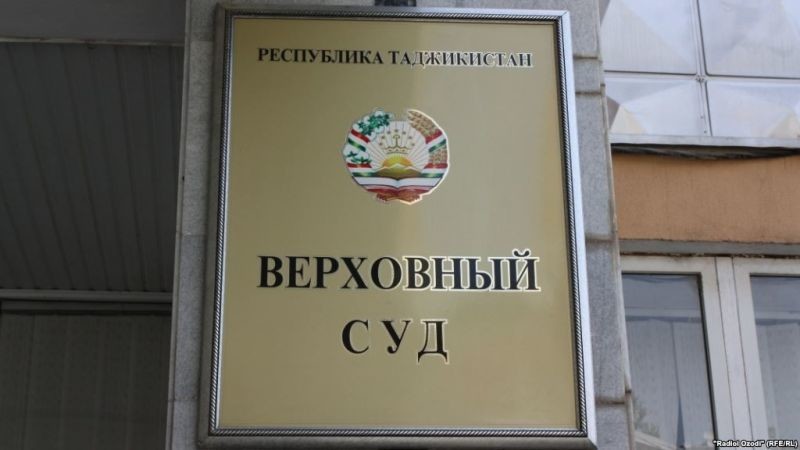 РЕСПУБЛИКА ТАДЖИКИСТАН
ВЕРХОВНЫЙ
СУД
"Radioi Ozodi" (RFE/RL)